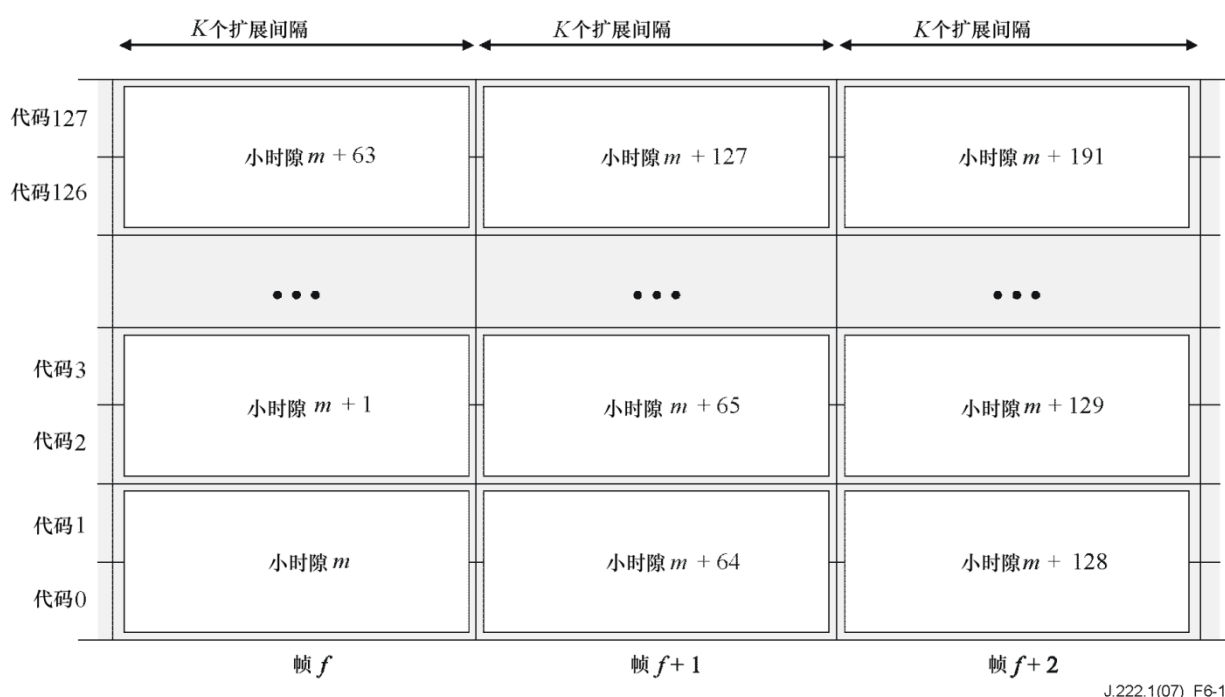 K个扩展间隔 K个扩展间隔 K个扩展间隔
代码127
小时隙 m + 63 小时隙 m + 127 小时隙 m + 191
代码126
••• ••• •••
代码3
小时隙 m + 1 小时隙 m + 65 小时隙 m + 129
代码2
代码1
小时隙 m 小时隙 m + 64 小时隙 m + 128
代码0
帧 f 帧 f + 1 帧 f + 2
J.222.1(07)_F6-1